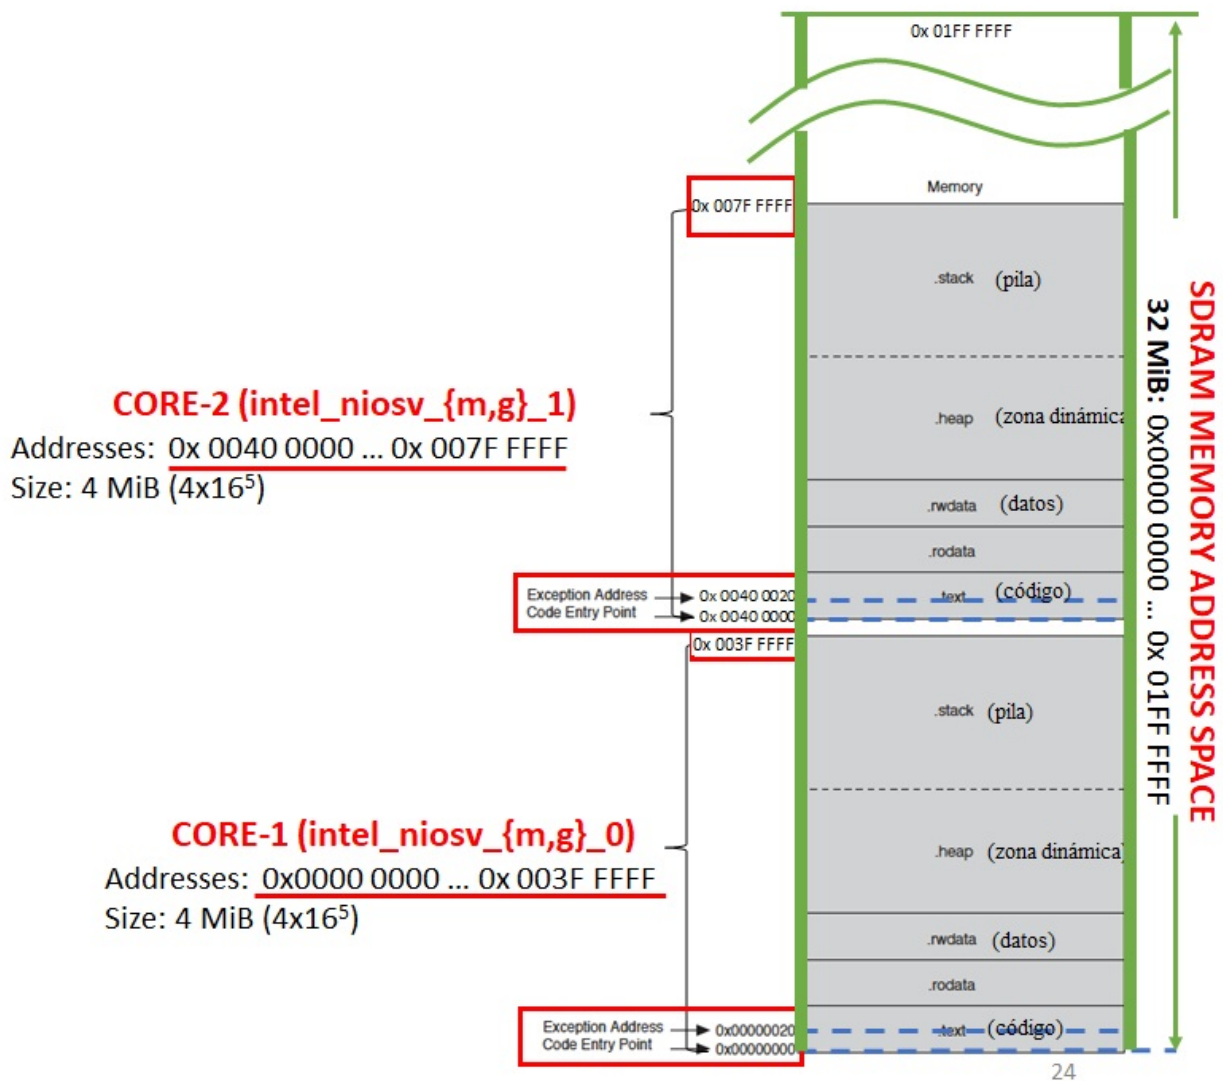 0x 01FF FFFF
Memory
0x 007F FFFF
.stack (pila)
.heap (zona dinámica
CORE-2 (intel_niosv_{m,g}_1)
Addresses: 0x 0040 0000 ... 0x 007F FFFF
Size: 4 MiB (4x16⁵)
.rwdata (datos)
.rodata
Exception Address 0x 0040 0020
Code Entry Point 0x 0040 0000
.text (código)
0x 003F FFFF
.stack (pila)
CORE-1 (intel_niosv_{m,g}_0)
Addresses: 0x0000 0000 ... 0x 003F FFFF
Size: 4 MiB (4x16⁵)
.heap (zona dinámica)
.rwdata (datos)
.rodata
Exception Address 0x00000020
Code Entry Point 0x00000000
.text (código)
SDRAM MEMORY ADDRESS SPACE
32 MiB: 0x0000 0000 ... 0x 01FF FFFF
24